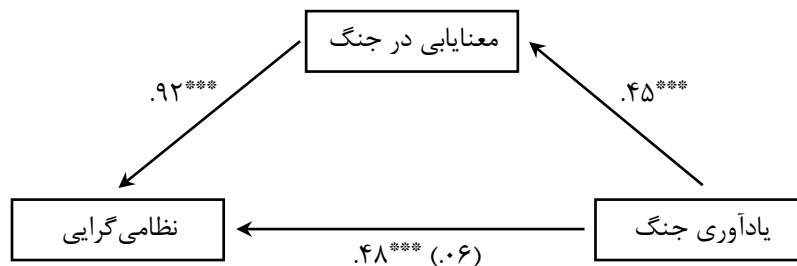 معنایابی در جنگ
.۹۲***
.۴۵***
یادآوری جنگ
نظامی‌گرایی
.۴۸*** (.۰۶)